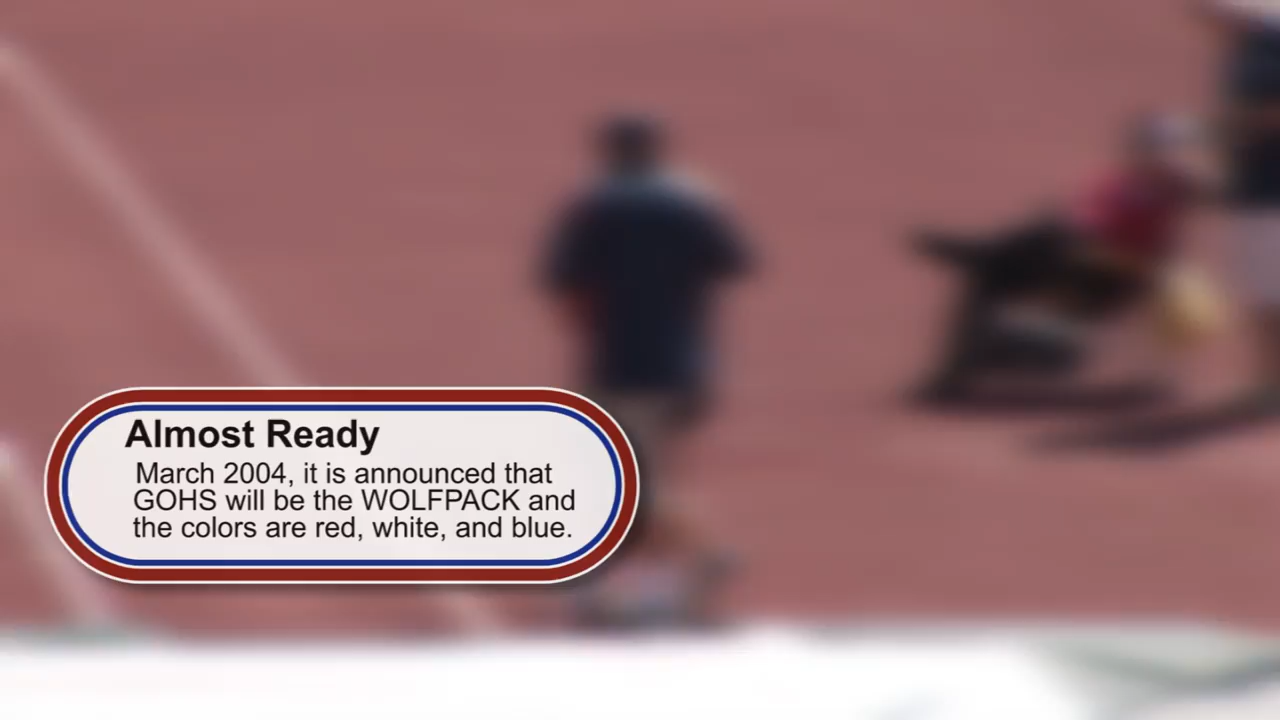 Almost Ready
March 2004, it is announced that
GOHS will be the WOLFPACK and
the colors are red, white, and blue.